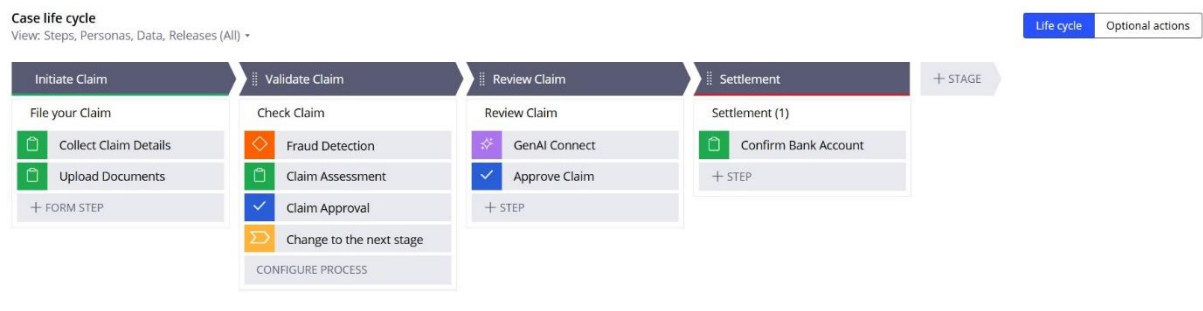 Case life cycle
View: Steps, Personas, Data, Releases (All)
Life cycle
Optional actions
Initiate Claim
Validate Claim
Review Claim
Settlement
+ STAGE
File your Claim
Collect Claim Details
Upload Documents
+ FORM STEP
Check Claim
Fraud Detection
Claim Assessment
Claim Approval
Change to the next stage
CONFIGURE PROCESS
Review Claim
GenAI Connect
Approve Claim
+ STEP
Settlement (1)
Confirm Bank Account
+ STEP